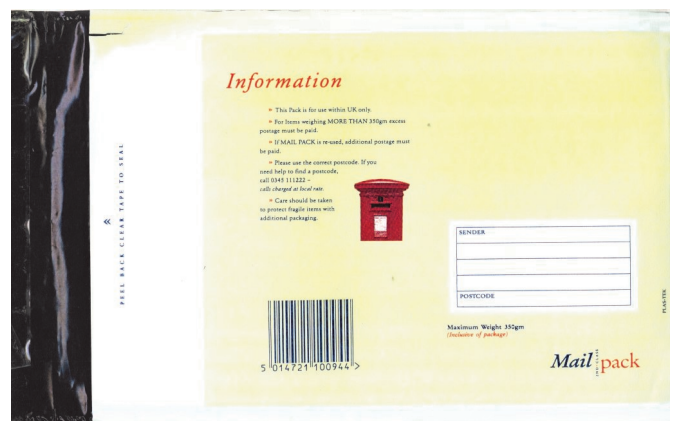 PEEL BACK CLEAR TAPE TO SEAL
Information
» This Pack is for use within UK only.
» For Items weighing MORE THAN 350gm excess
postage must be paid.
» If MAIL PACK is re-used, additional postage must
be paid.
» Please use the correct postcode. If you
need help to find a postcode,
call 0345 111222 –
calls charged at local rate.
» Care should be taken
to protect fragile items with
additional packaging.
SENDER
POSTCODE
PLAS-TEK
Maximum Weight 350gm
(Inclusive of package)
5 014721 100944 >
Mail pack